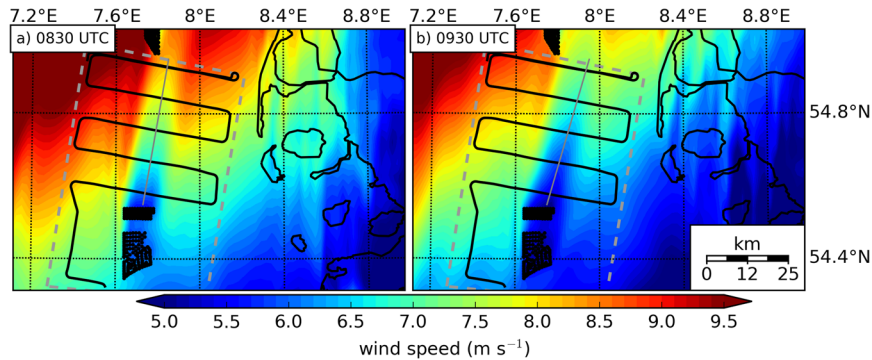 7.2°E 7.6°E 8°E 8.4°E 8.8°E 7.2°E 7.6°E 8°E 8.4°E 8.8°E
a) 0830 UTC b) 0930 UTC
54.8°N
km
0 12 25
54.4°N
5.0 5.5 6.0 6.5 7.0 7.5 8.0 8.5 9.0 9.5
wind speed (m s⁻¹)